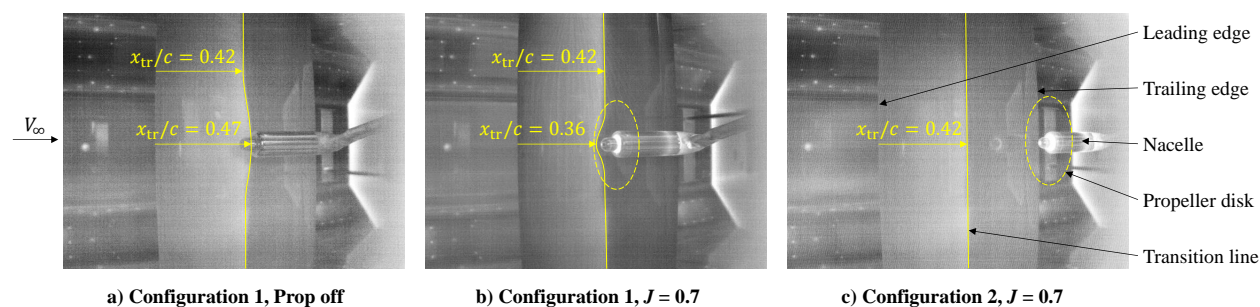 x_tr/c = 0.42
x_tr/c = 0.47
V_∞
a) Configuration 1, Prop off
x_tr/c = 0.42
x_tr/c = 0.36
b) Configuration 1, J = 0.7
x_tr/c = 0.42
c) Configuration 2, J = 0.7
Leading edge
Trailing edge
Nacelle
Propeller disk
Transition line